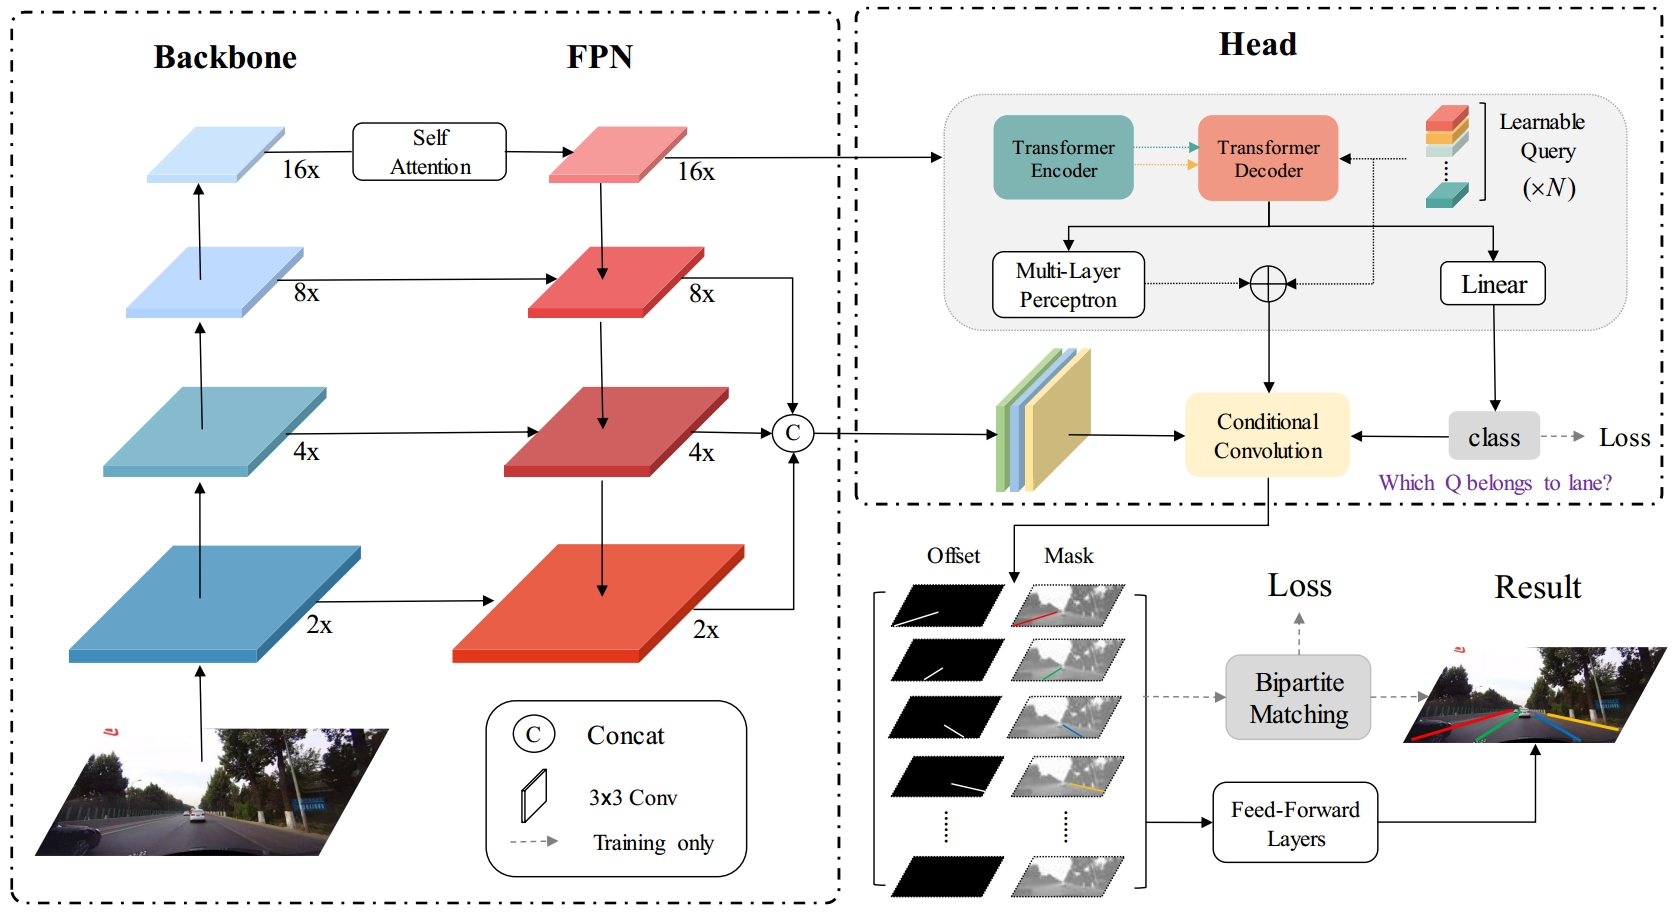 Backbone
FPN
Head
Self
Attention
16x
16x
8x
8x
4x
4x
2x
2x
C
C
Concat
3x3 Conv
Training only
Transformer
Encoder
Transformer
Decoder
Learnable
Query
(×N)
Multi-Layer
Perceptron
Linear
Conditional
Convolution
class
Loss
Which Q belongs to lane?
Offset
Mask
Loss
Result
Bipartite
Matching
Feed-Forward
Layers